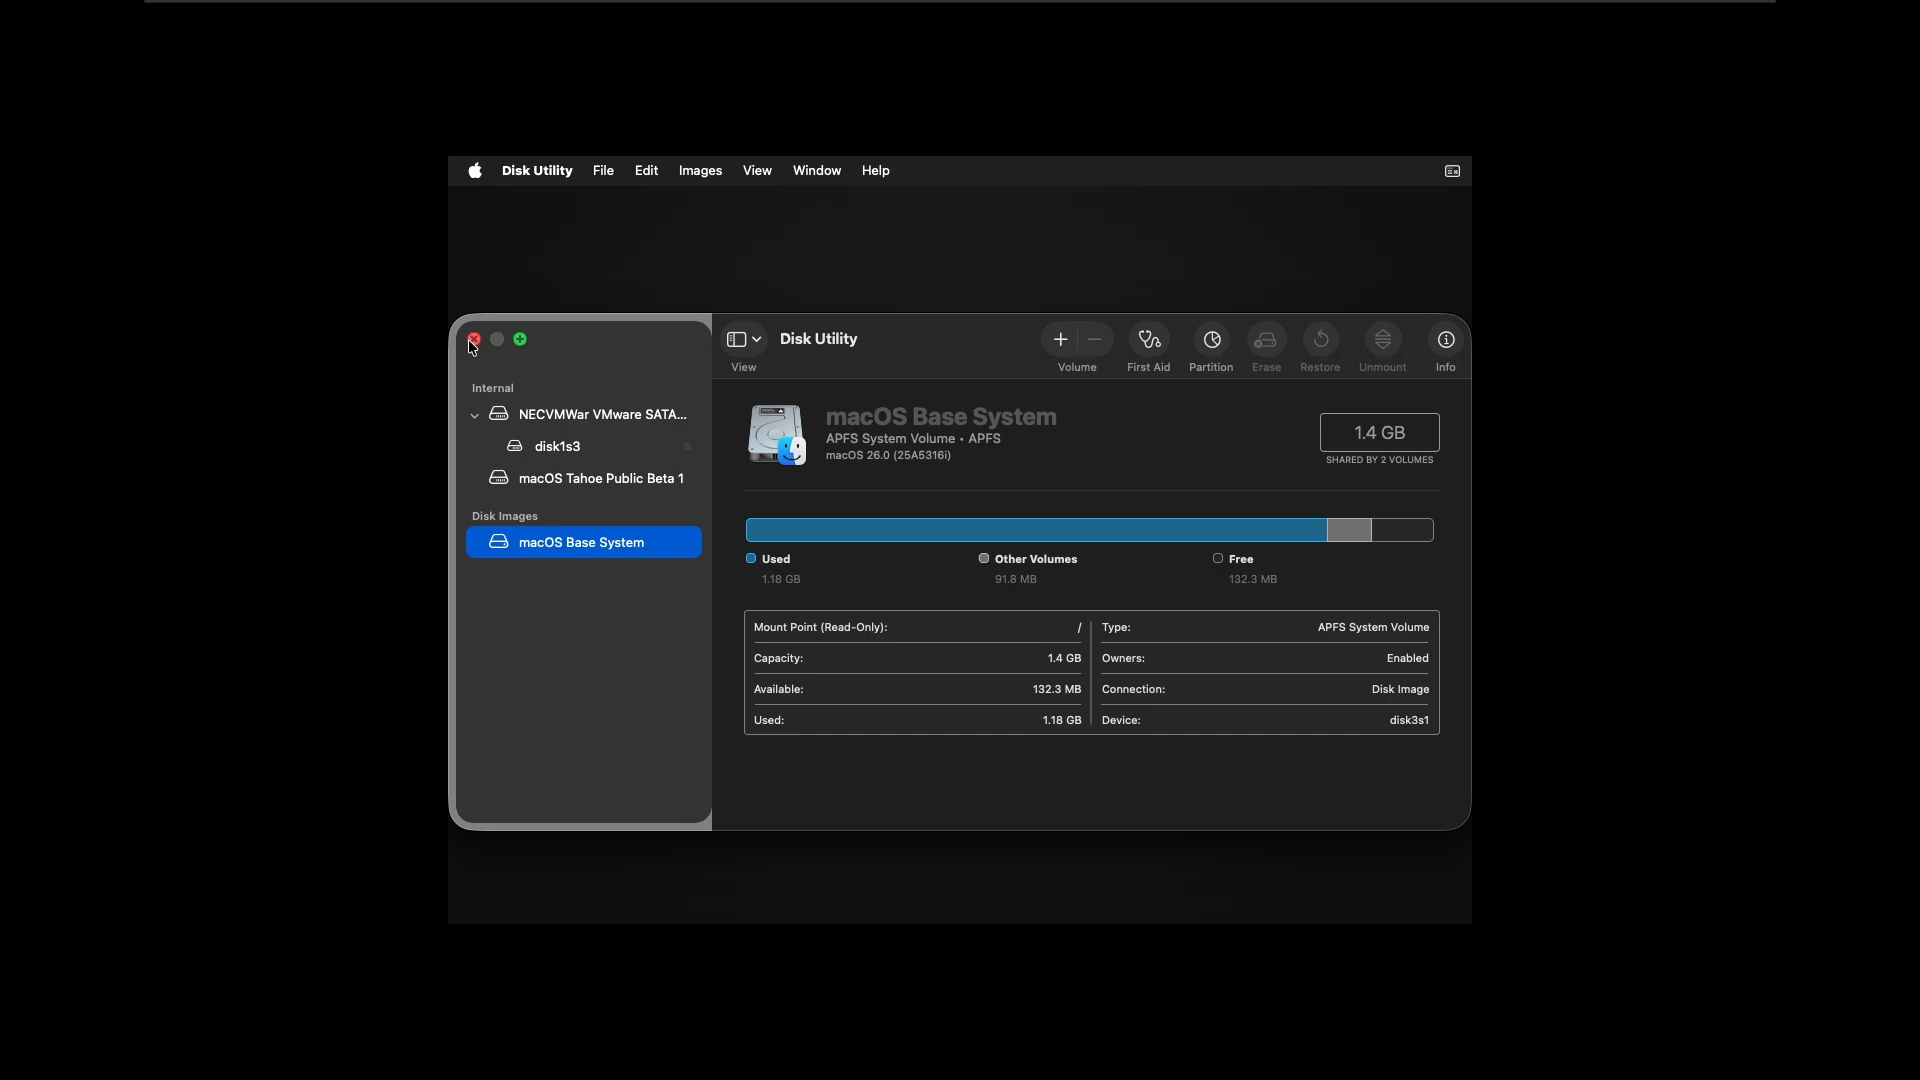 Disk Utility File Edit Images View Window Help
Disk Utility
View
Volume First Aid Partition Erase Restore Unmount Info
Internal
NECVMWar VMware SATA...
disk1s3
macOS Tahoe Public Beta 1
Disk Images
macOS Base System
macOS Base System
APFS System Volume • APFS
macOS 26.0 (25A5316i)
1.4 GB
SHARED BY 2 VOLUMES
Used
1.18 GB
Other Volumes
91.8 MB
Free
132.3 MB
Mount Point (Read-Only): /
Capacity: 1.4 GB
Available: 132.3 MB
Used: 1.18 GB
Type: APFS System Volume
Owners: Enabled
Connection: Disk Image
Device: disk3s1